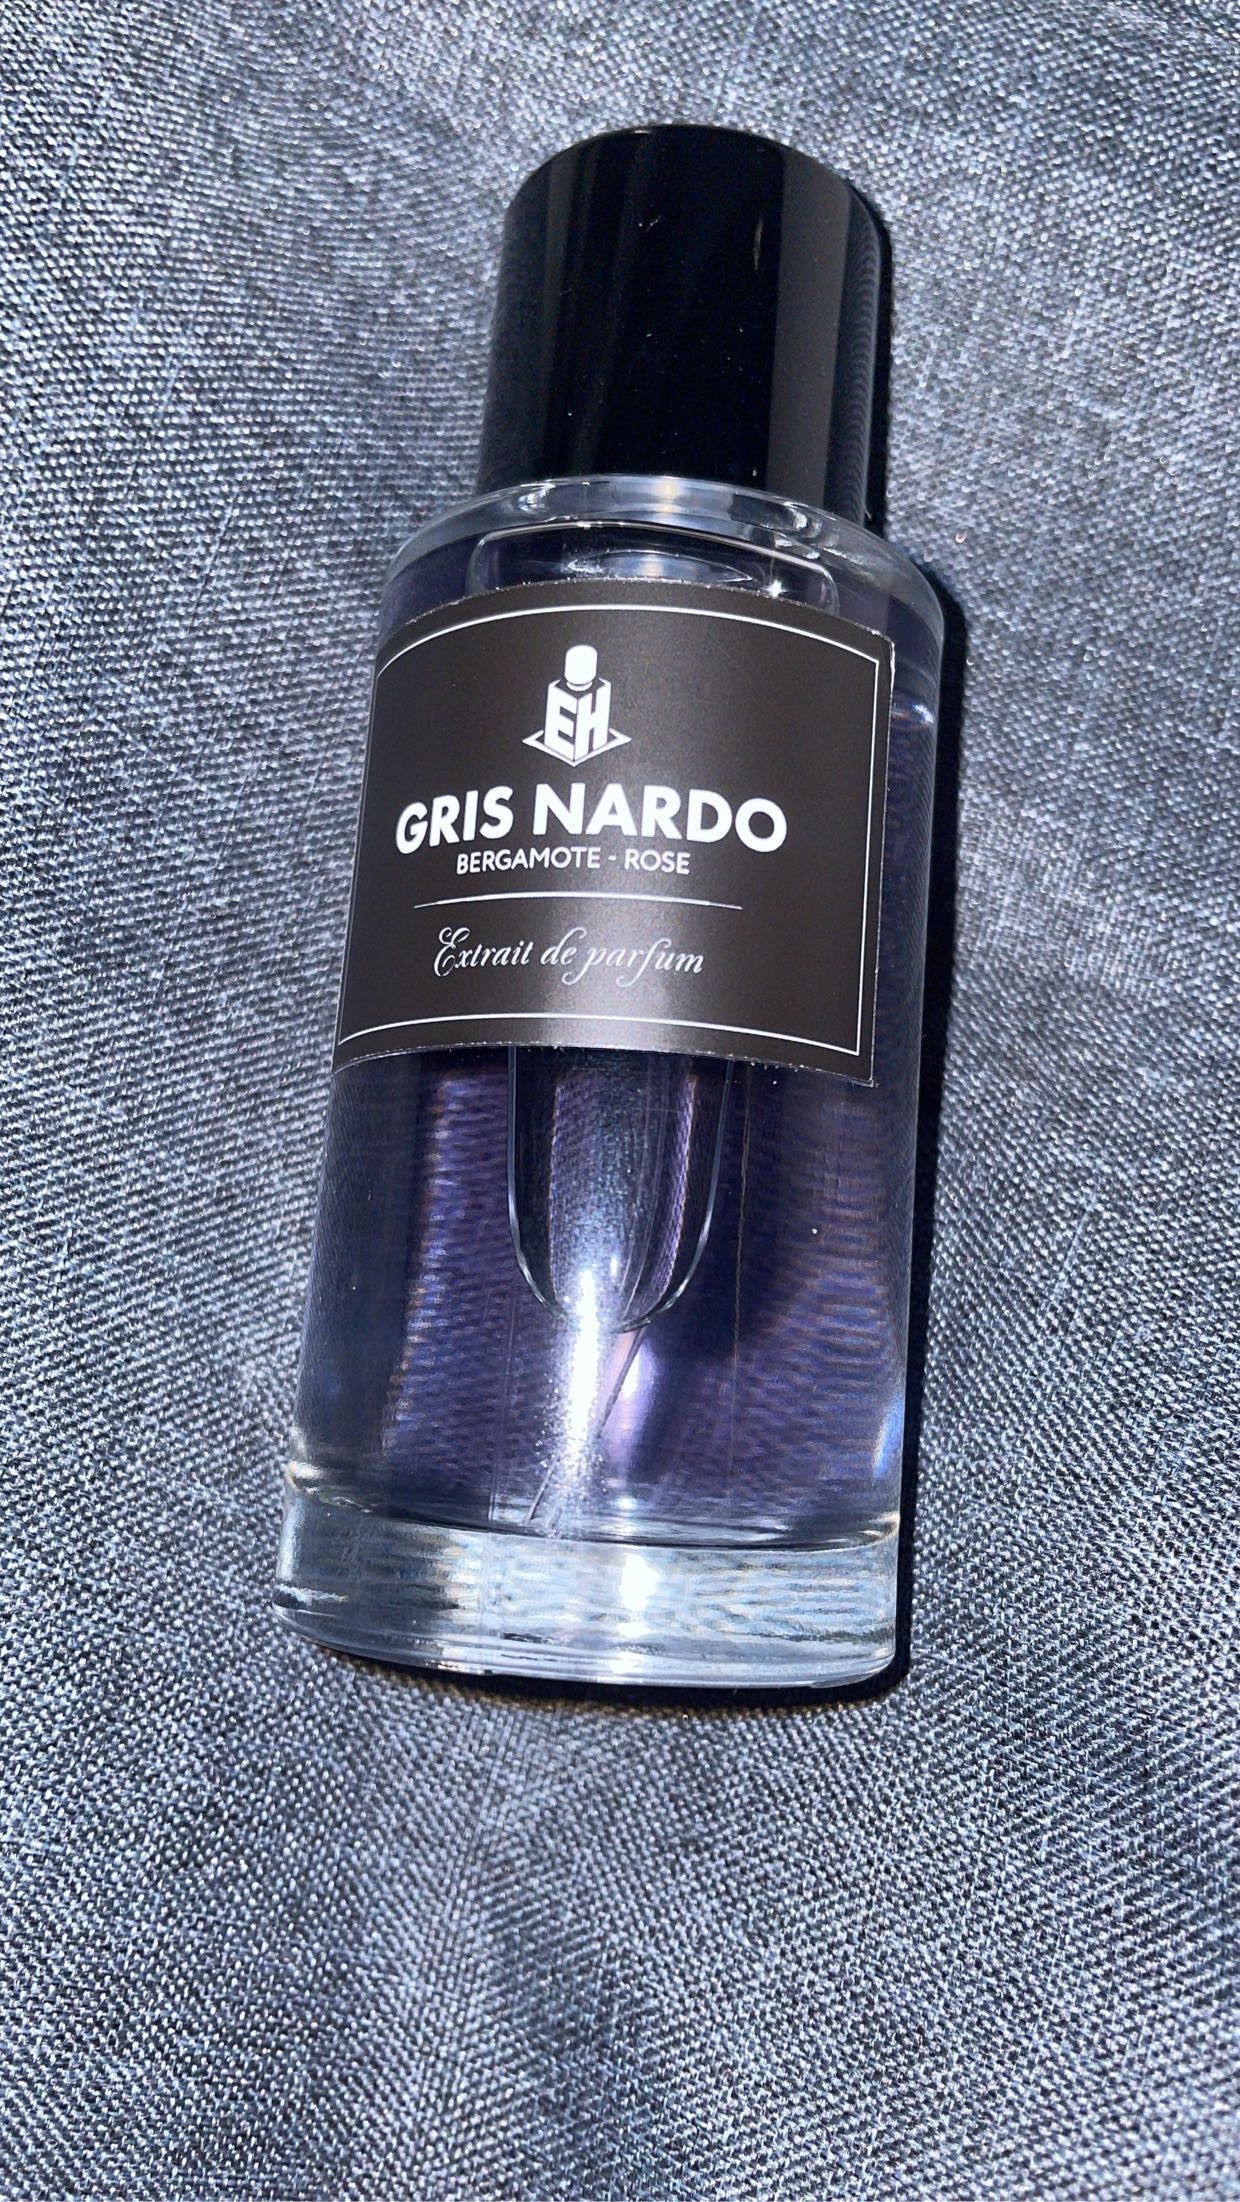 EH
GRIS NARDO
BERGAMOTE - ROSE
Extrait de parfum